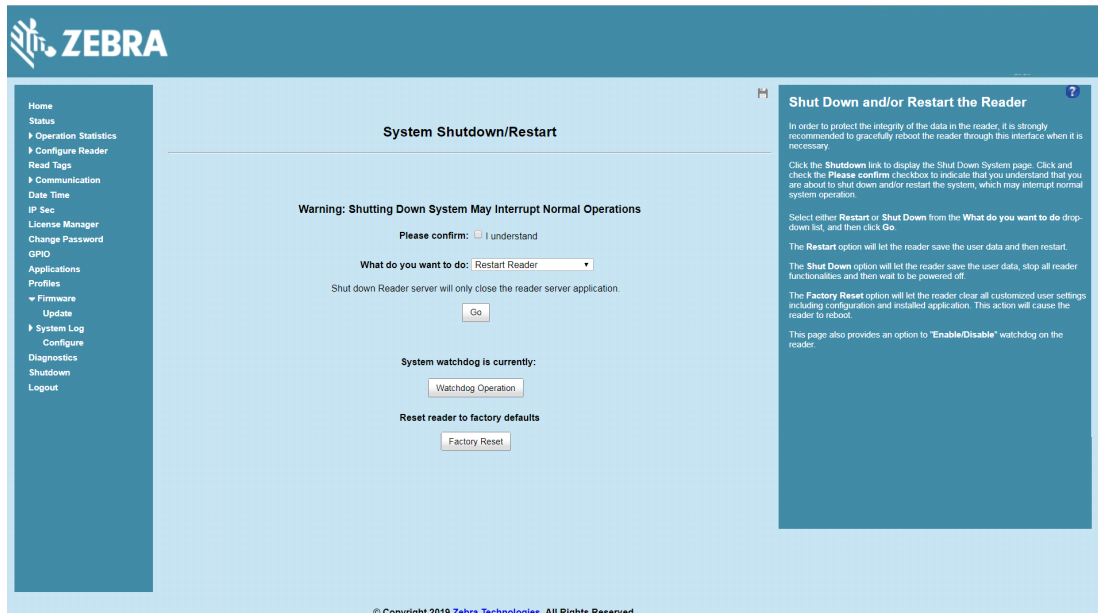 ZEBRA
Home
Status
Operation Statistics
Configure Reader
Read Tags
Communication
Date Time
IP Sec
License Manager
Change Password
GPIO
Applications
Profiles
Firmware
Update
System Log
Configure
Diagnostics
Shutdown
Logout
System Shutdown/Restart
Warning: Shutting Down System May Interrupt Normal Operations
Please confirm: I understand
What do you want to do: Restart Reader
Shut down Reader server will only close the reader server application.
Go
System watchdog is currently:
Watchdog Operation
Reset reader to factory defaults
Factory Reset
?
Shut Down and/or Restart the Reader
In order to protect the integrity of the data in the reader, it is strongly
recommended to gracefully reboot the reader through this interface when it is
necessary.
Click the Shutdown link to display the Shut Down System page. Click and
check the Please confirm checkbox to indicate that you understand that you
are about to shut down and/or restart the system, which may interrupt normal
system operation.
Select either Restart or Shut Down from the What do you want to do drop-
down list, and then click Go.
The Restart option will let the reader save the user data and then restart.
The Shut Down option will let the reader save the user data, stop all reader
functionalities and then wait to be powered off.
The Factory Reset option will let the reader clear all customized user settings
including configuration and installed application. This action will cause the
reader to reboot.
This page also provides an option to "Enable/Disable" watchdog on the
reader.
© Copyright 2019 Zebra Technologies. All Rights Reserved